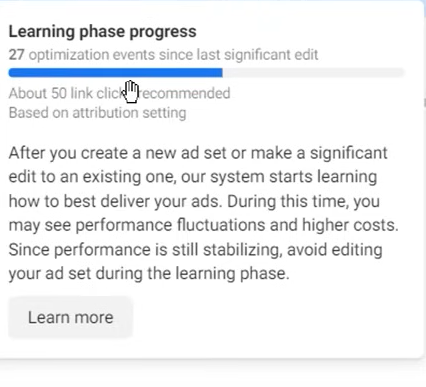 Learning phase progress
27 optimization events since last significant edit
About 50 link click recommended
Based on attribution setting
After you create a new ad set or make a significant
edit to an existing one, our system starts learning
how to best deliver your ads. During this time, you
may see performance fluctuations and higher costs.
Since performance is still stabilizing, avoid editing
your ad set during the learning phase.
Learn more